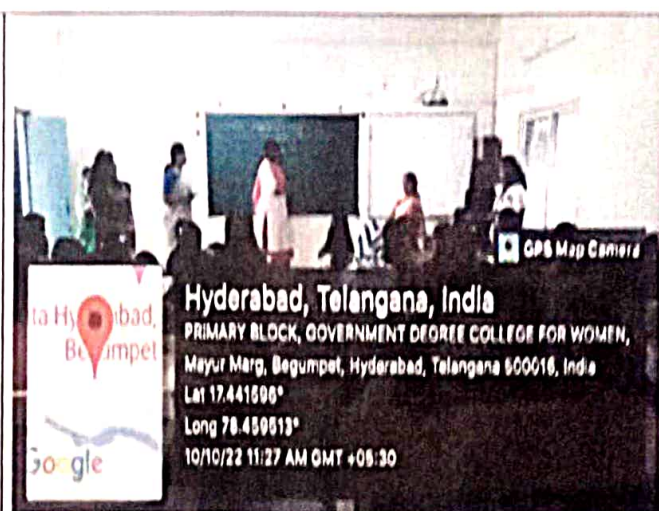 GPS Map Camera
Hyderabad, Telangana, India
PRIMARY BLOCK, GOVERNMENT DEGREE COLLEGE FOR WOMEN,
Mayur Marg, Begumpet, Hyderabad, Telangana 500016, India
Lat 17.441596°
Long 78.459513°
10/10/22 11:27 AM GMT +05:30
Google